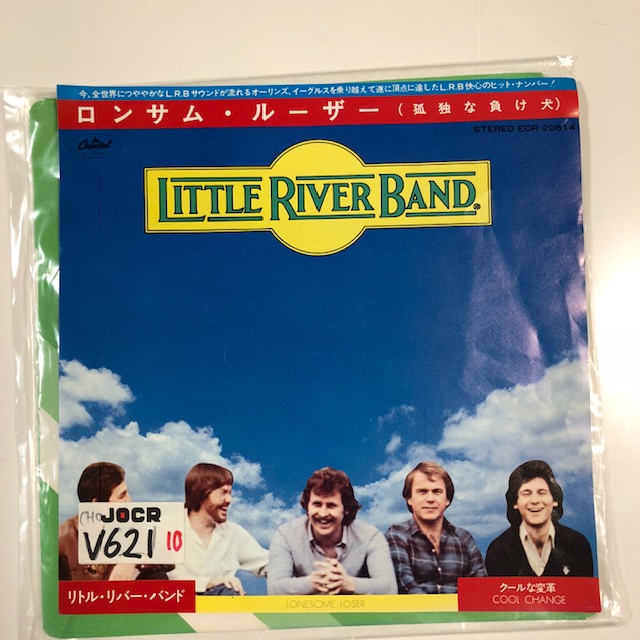 今、全世界につややかなL.R.Bサウンドが流れるオーリンズ、イーグルスを乗り越えて遂に頂点に達したL.R.B快心のヒット・ナンバー!
ロンサム・ルーザー(孤独な負け犬)
STEREO ECR-20614
Capitol
LITTLE RIVER BAND®
JOCR
V621 10
リトル・リバー・バンド
LONESOME LOSER
クールな変革
COOL CHANGE